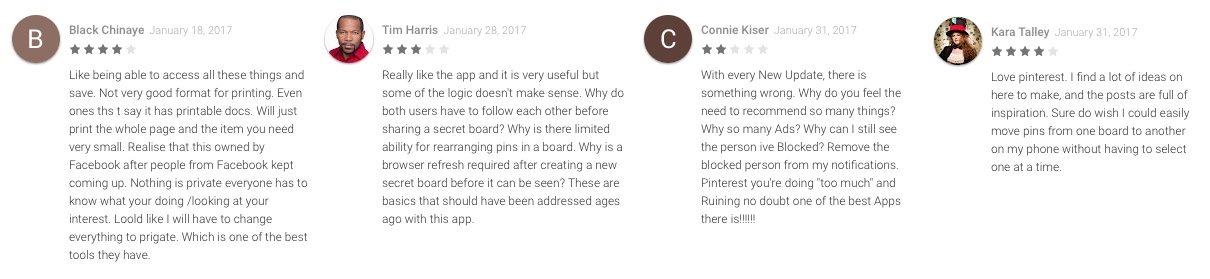 B
Black Chinaye January 18, 2017
Like being able to access all these things and
save. Not very good format for printing. Even
ones ths t say it has printable docs. Will just
print the whole page and the item you need
very small. Realise that this owned by
Facebook after people from Facebook kept
coming up. Nothing is private everyone has to
know what your doing /looking at your
interest. Loold like I will have to change
everything to prigate. Which is one of the best
tools they have.
Tim Harris January 28, 2017
Really like the app and it is very useful but
some of the logic doesn't make sense. Why do
both users have to follow each other before
sharing a secret board? Why is there limited
ability for rearranging pins in a board. Why is a
browser refresh required after creating a new
secret board before it can be seen? These are
basics that should have been addressed ages
ago with this app.
C
Connie Kiser January 31, 2017
With every New Update, there is
something wrong. Why do you feel the
need to recommend so many things?
Why so many Ads? Why can I still see
the person ive Blocked? Remove the
blocked person from my notifications.
Pinterest you're doing "too much" and
Ruining no doubt one of the best Apps
there is!!!!!!
Kara Talley January 31, 2017
Love pinterest. I find a lot of ideas on
here to make, and the posts are full of
inspiration. Sure do wish I could easily
move pins from one board to another
on my phone without having to select
one at a time.